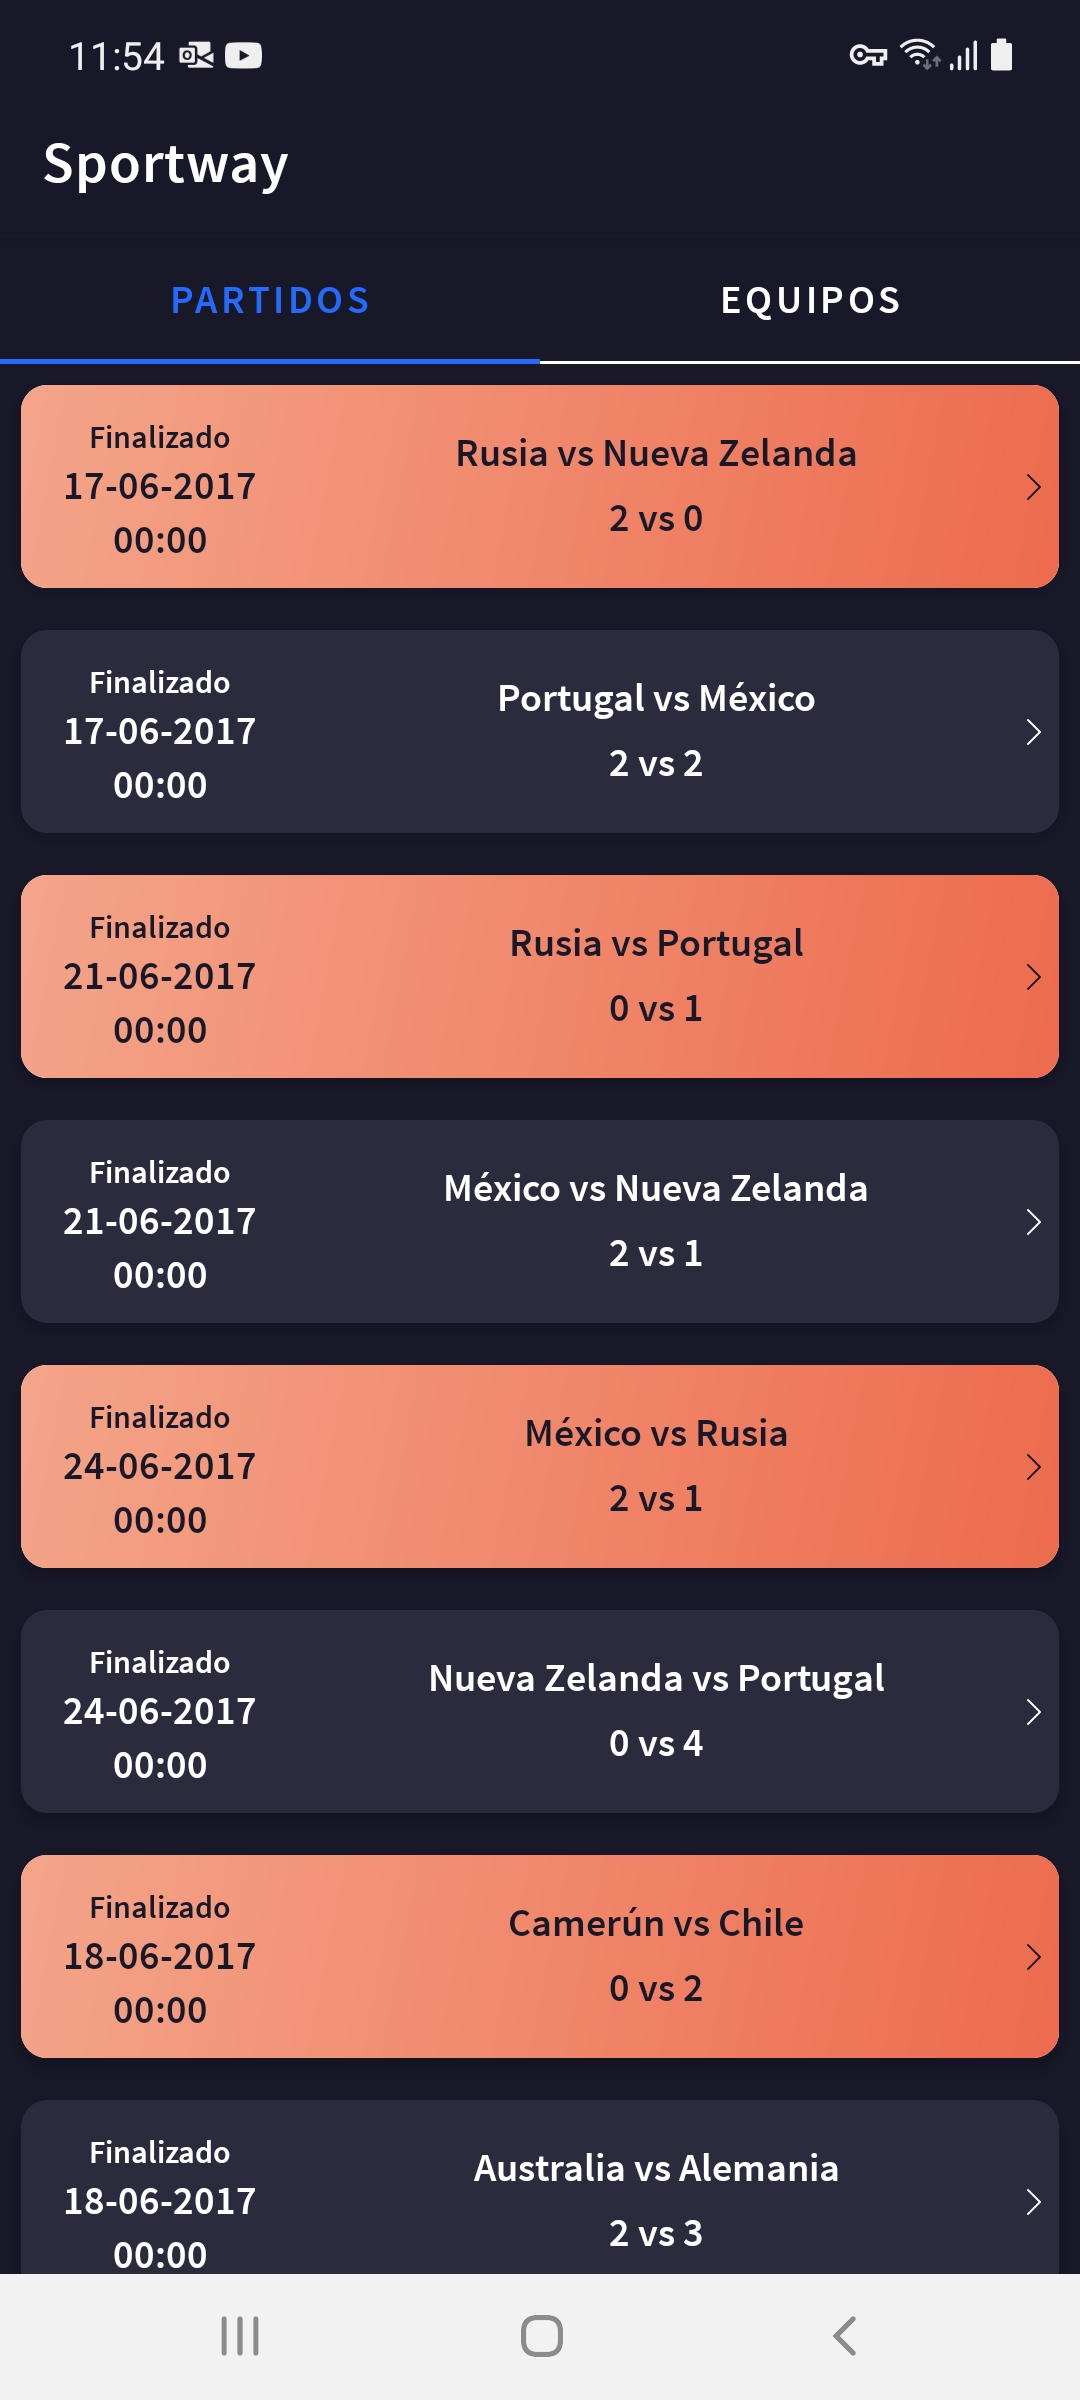 11:54
Sportway
PARTIDOS
EQUIPOS
Finalizado
17-06-2017
00:00
Rusia vs Nueva Zelanda
2 vs 0
Finalizado
17-06-2017
00:00
Portugal vs México
2 vs 2
Finalizado
21-06-2017
00:00
Rusia vs Portugal
0 vs 1
Finalizado
21-06-2017
00:00
México vs Nueva Zelanda
2 vs 1
Finalizado
24-06-2017
00:00
México vs Rusia
2 vs 1
Finalizado
24-06-2017
00:00
Nueva Zelanda vs Portugal
0 vs 4
Finalizado
18-06-2017
00:00
Camerún vs Chile
0 vs 2
Finalizado
18-06-2017
00:00
Australia vs Alemania
2 vs 3